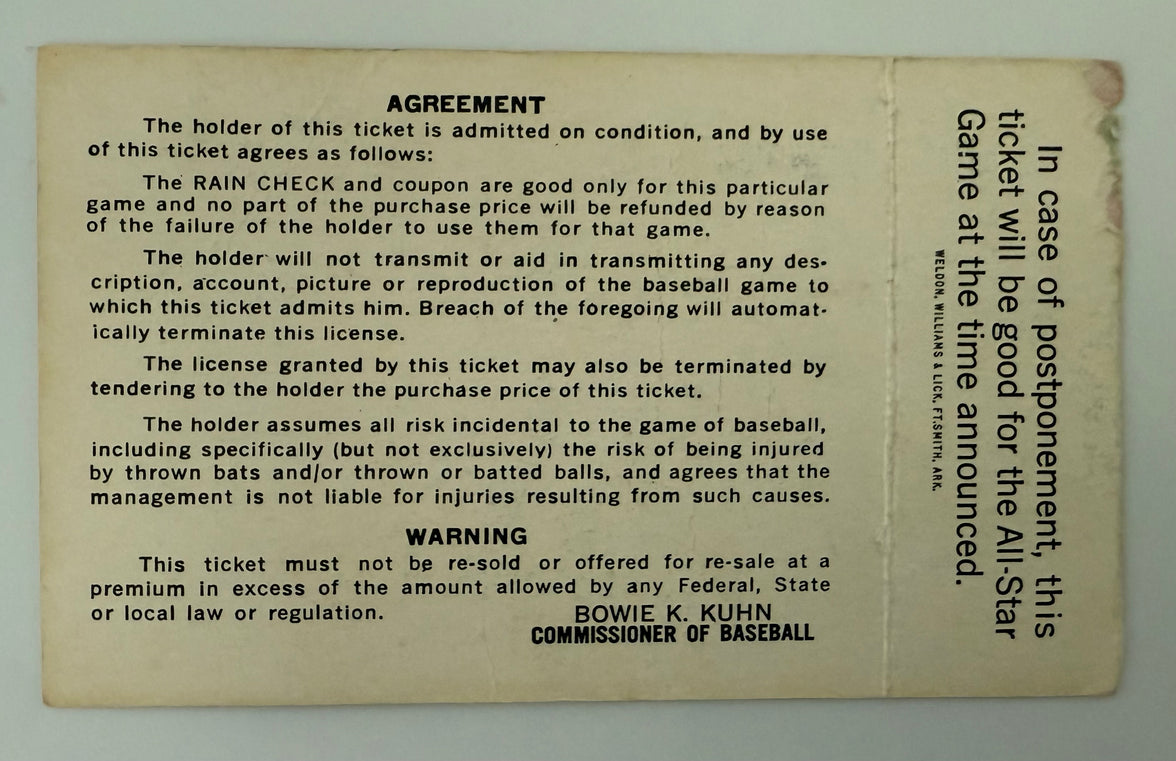 AGREEMENT
The holder of this ticket is admitted on condition, and by use
of this ticket agrees as follows:
The RAIN CHECK and coupon are good only for this particular
game and no part of the purchase price will be refunded by reason
of the failure of the holder to use them for that game.
The holder will not transmit or aid in transmitting any des-
cription, account, picture or reproduction of the baseball game to
which this ticket admits him. Breach of the foregoing will automat-
ically terminate this license.
The license granted by this ticket may also be terminated by
tendering to the holder the purchase price of this ticket.
The holder assumes all risk incidental to the game of baseball,
including specifically (but not exclusively) the risk of being injured
by thrown bats and/or thrown or batted balls, and agrees that the
management is not liable for injuries resulting from such causes.
WARNING
This ticket must not be re-sold or offered for re-sale at a
premium in excess of the amount allowed by any Federal, State
or local law or regulation.
BOWIE K. KUHN
COMMISSIONER OF BASEBALL
In case of postponement, this
ticket will be good for the All-Star
Game at the time announced.
WELDON, WILLIAMS & LICK, FT.SMITH, ARK.